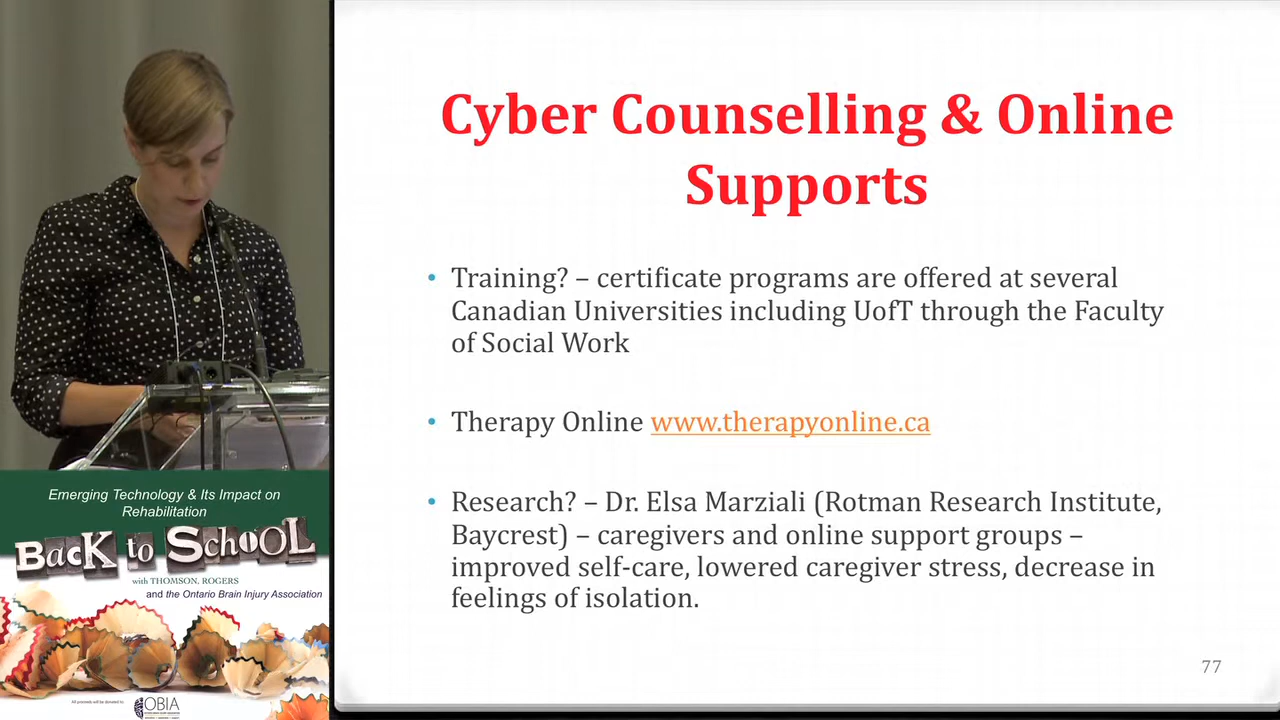 Cyber Counselling & Online
Supports
• Training? – certificate programs are offered at several
Canadian Universities including UofT through the Faculty
of Social Work
• Therapy Online www.therapyonline.ca
• Research? – Dr. Elsa Marziali (Rotman Research Institute,
Baycrest) – caregivers and online support groups –
improved self-care, lowered caregiver stress, decrease in
feelings of isolation.
77
Emerging Technology & Its Impact on
Rehabilitation
BacK to ScHoOL
with THOMSON, ROGERS
and the Ontario Brain Injury Association
All proceeds will be donated to
OBIA